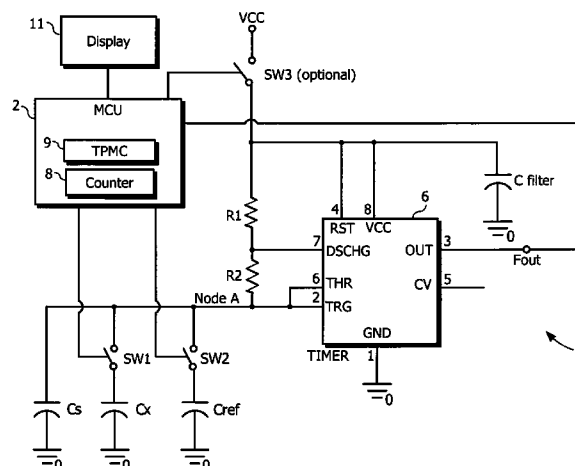 VCC
11
Display
SW3 (optional)
2
MCU
9
TPMC
8
Counter
C filter
0
R1
4
8
6
RST
VCC
7
DSCHG
OUT
3
R2
Fout
6
THR
CV
5
Node A
2
TRG
GND
TIMER
1
0
SW1
SW2
Cs
Cx
Cref
0
0
0